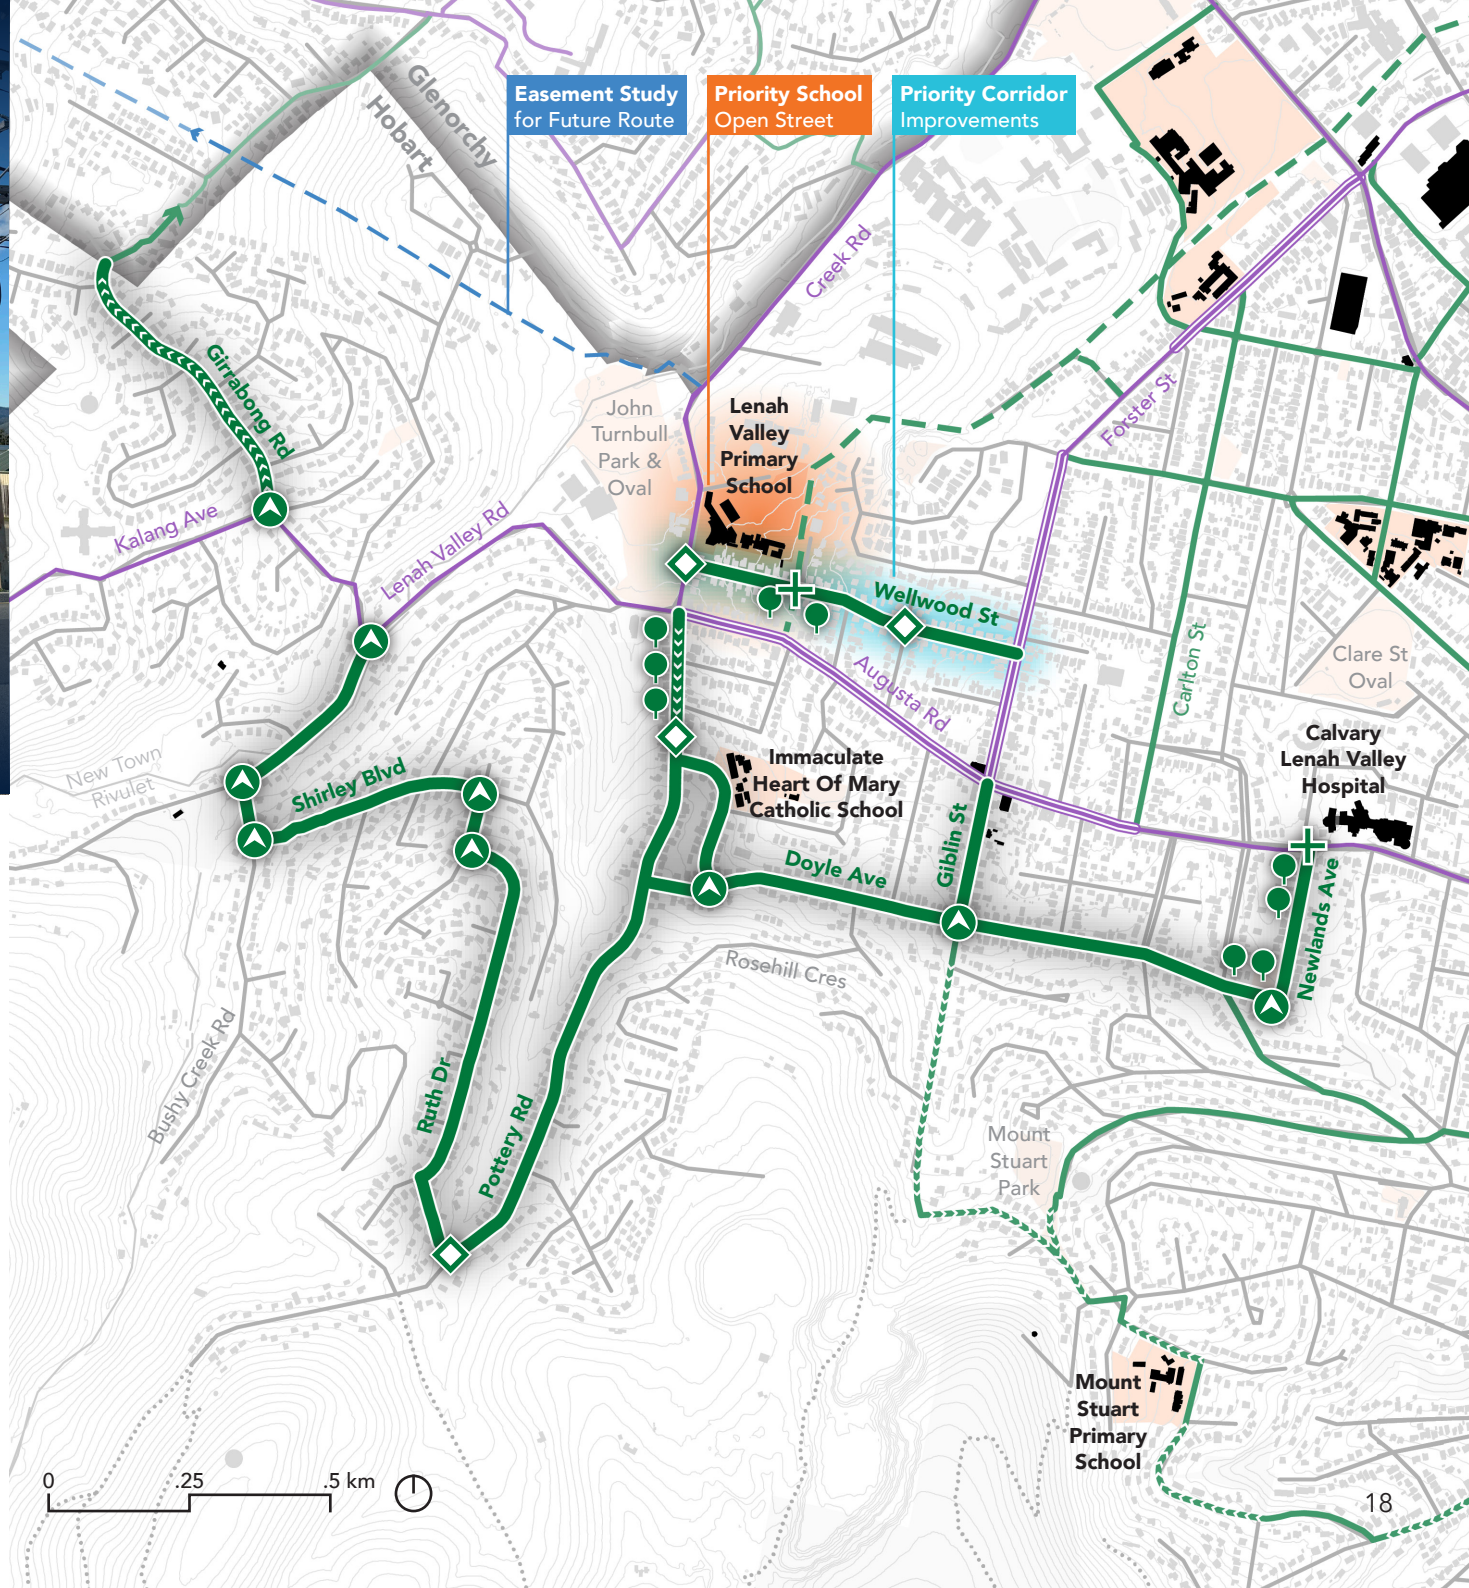 Glenorchy
Hobart
Easement Study
for Future Route
Priority School
Open Street
Priority Corridor
Improvements
Creek Rd
Girrabong Rd
Forster St
John
Turnbull
Park &
Oval
Lenah
Valley
Primary
School
Kalang Ave
Lenah Valley Rd
Wellwood St
Augusta Rd
Carlton St
Clare St
Oval
New Town
Rivulet
Shirley Blvd
Immaculate
Heart Of Mary
Catholic School
Calvary
Lenah Valley
Hospital
Giblin St
Doyle Ave
Newlands Ave
Rosehill Cres
Bushy Creek Rd
Ruth Dr
Pottery Rd
Mount
Stuart
Park
Mount
Stuart
Primary
School
0 .25 .5 km
18